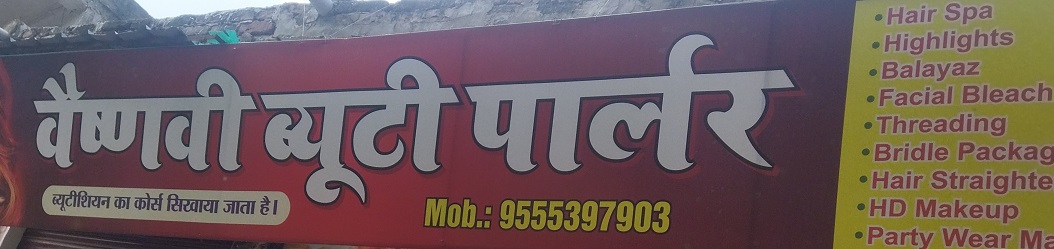 वैष्णवी ब्यूटी पार्लर
ब्यूटीशियन का कोर्स सिखाया जाता है।
Mob.: 9555397903
•Hair Spa
•Highlights
•Balayaz
•Facial Bleach
•Threading
•Bridle Packag
•Hair Straighte
•HD Makeup
•Party Wear Ma